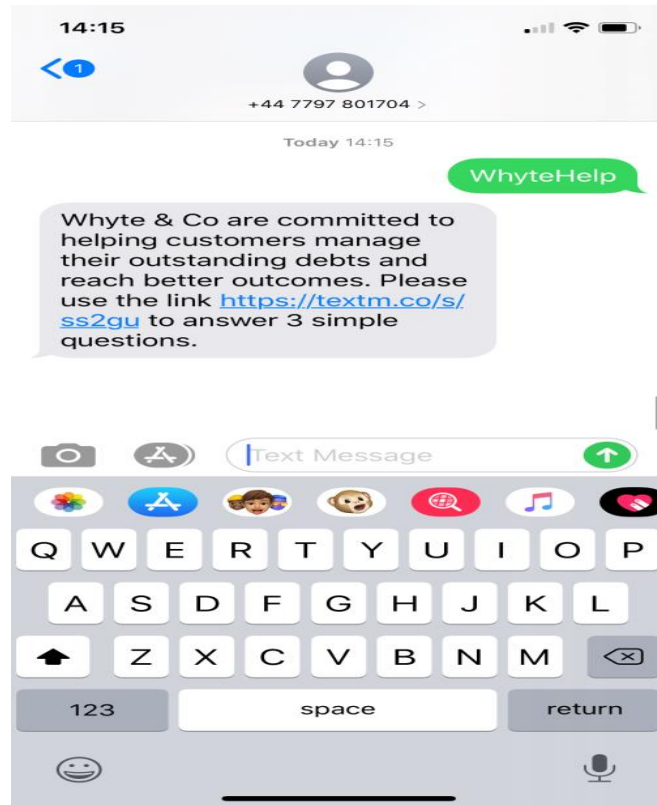 14:15
1
+44 7797 801704 >
Today 14:15
WhyteHelp
Whyte & Co are committed to
helping customers manage
their outstanding debts and
reach better outcomes. Please
use the link https://textm.co/s/
ss2gu to answer 3 simple
questions.
Text Message
Q W E R T Y U I O P
A S D F G H J K L
Z X C V B N M
123 space return